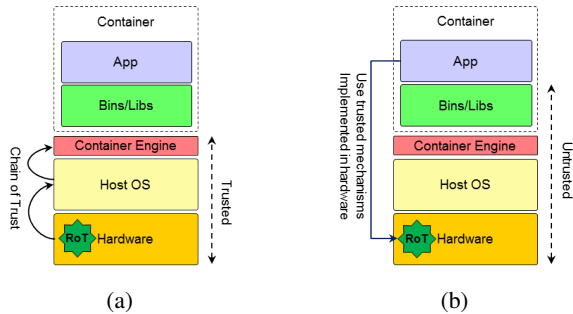 Container
App
Bins/Libs
Container Engine
Host OS
RoT
Hardware
Chain of Trust
Trusted
(a)
Container
App
Bins/Libs
Container Engine
Host OS
RoT
Hardware
Use trusted mechanisms
Implemented in hardware
Untrusted
(b)